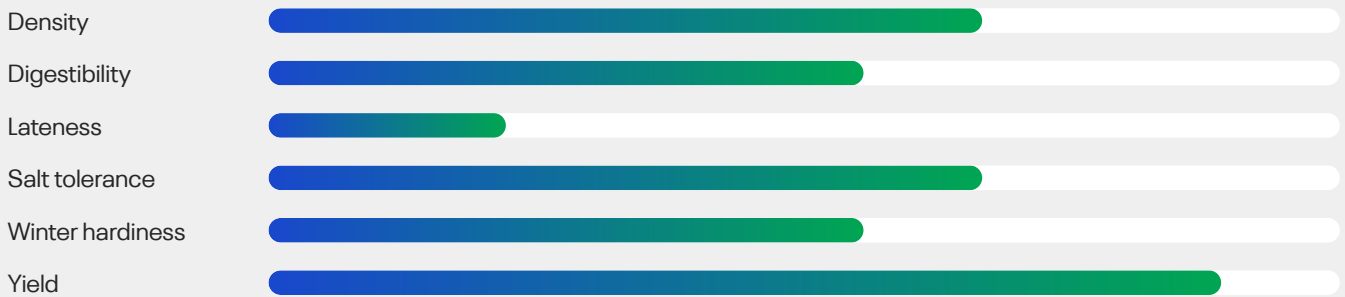 Density
Digestibility
Lateness
Salt tolerance
Winter hardiness
Yield